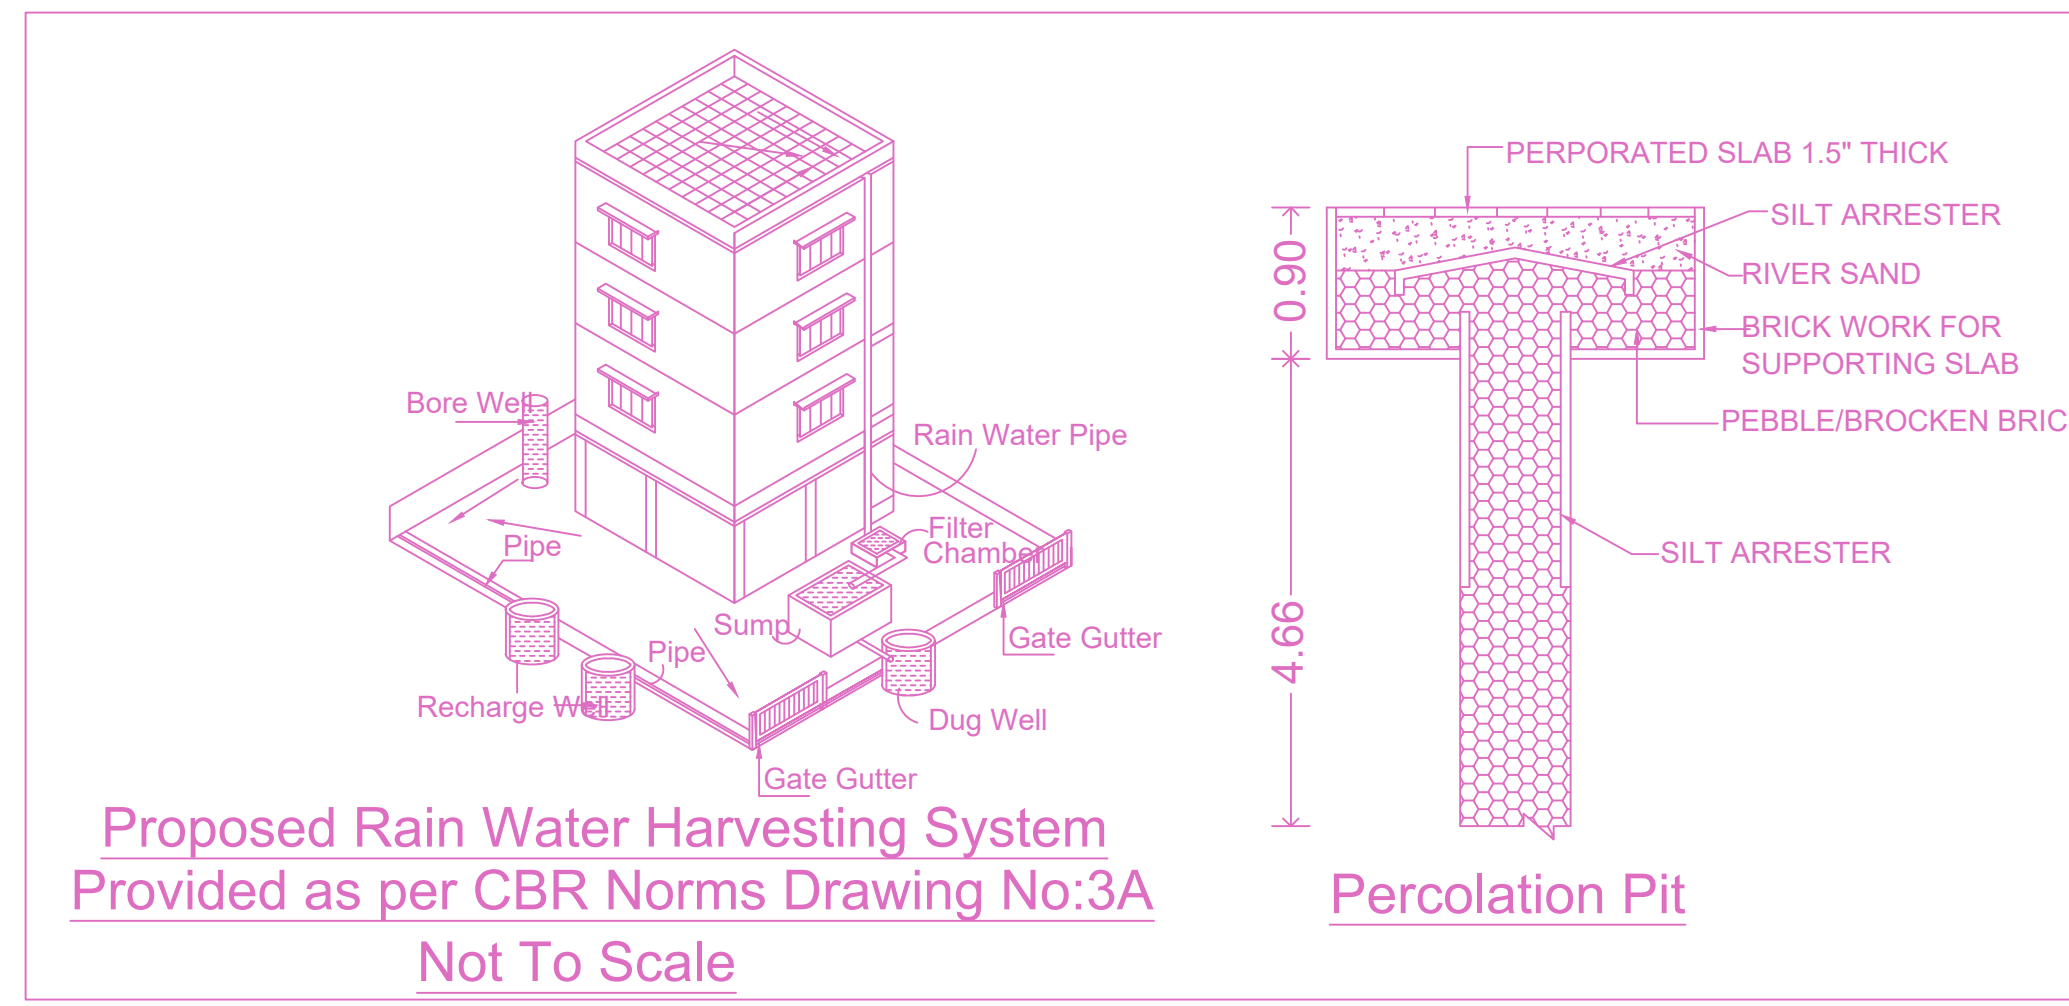 Bore Well
Rain Water Pipe
Filter
Chamber
Pipe
Sump
Pipe
Gate Gutter
Recharge Well
Dug Well
Gate Gutter
Proposed Rain Water Harvesting System
Provided as per CBR Norms Drawing No:3A
Not To Scale
PERPORATED SLAB 1.5" THICK
SILT ARRESTER
0.90
RIVER SAND
BRICK WORK FOR
SUPPORTING SLAB
PEBBLE/BROCKEN BRIC
SILT ARRESTER
4.66
Percolation Pit